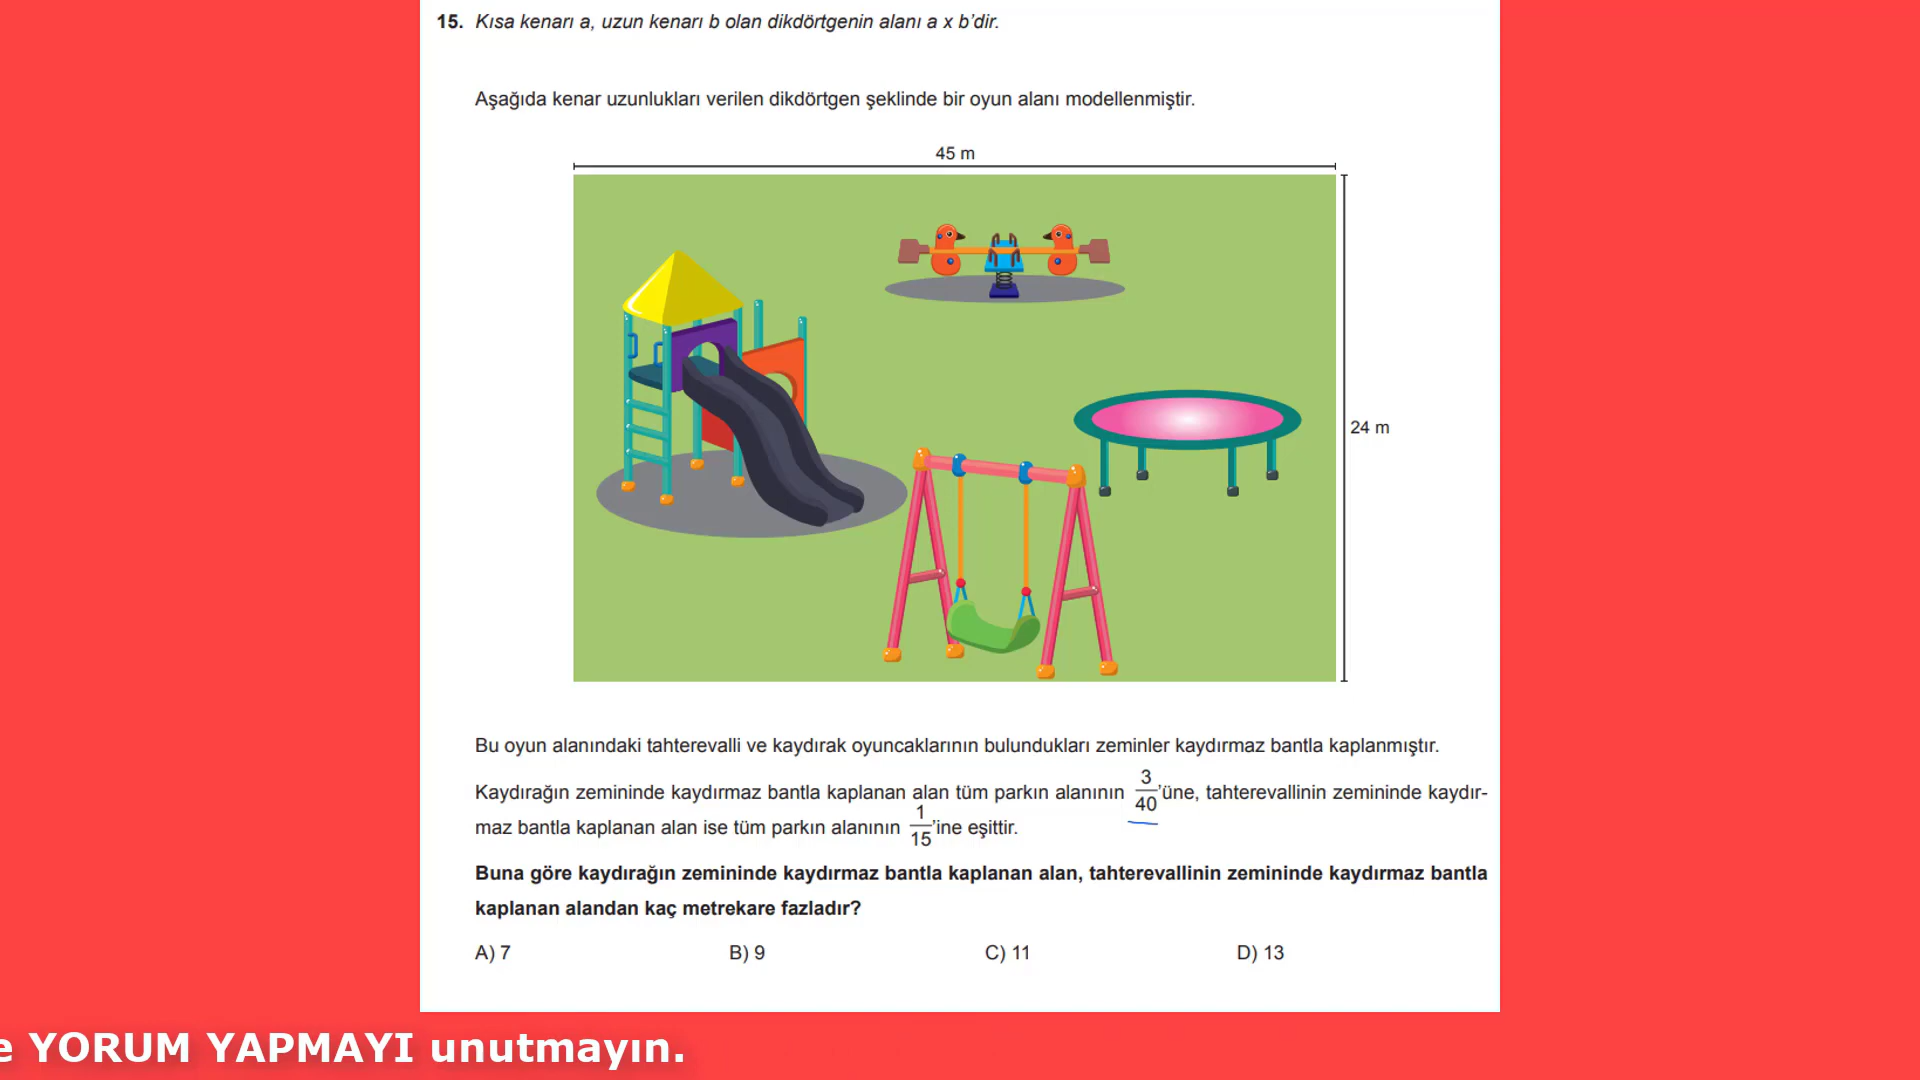 15. Kısa kenarı a, uzun kenarı b olan dikdörtgenin alanı a x b'dir.
Aşağıda kenar uzunlukları verilen dikdörtgen şeklinde bir oyun alanı modellenmiştir.
45 m
24 m
Bu oyun alanındaki tahterevalli ve kaydırak oyuncaklarının bulundukları zeminler kaydırmaz bantla kaplanmıştır.
Kaydırağın zemininde kaydırmaz bantla kaplanan alan tüm parkın alanının 3/40'üne, tahterevallinin zemininde kaydır-
maz bantla kaplanan alan ise tüm parkın alanının 1/15'ine eşittir.
Buna göre kaydırağın zemininde kaydırmaz bantla kaplanan alan, tahterevallinin zemininde kaydırmaz bantla
kaplanan alandan kaç metrekare fazladır?
A) 7 B) 9 C) 11 D) 13
e YORUM YAPMAYI unutmayın.